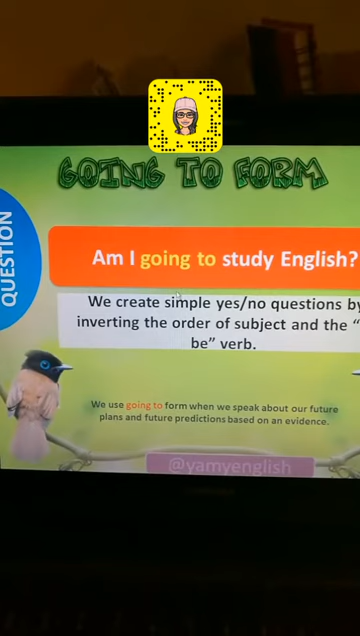 GOING TO FORM
QUESTION
Am I going to study English?
We create simple yes/no questions by
inverting the order of subject and the “
be” verb.
We use going to form when we speak about our future
plans and future predictions based on an evidence.
@yamyenglish